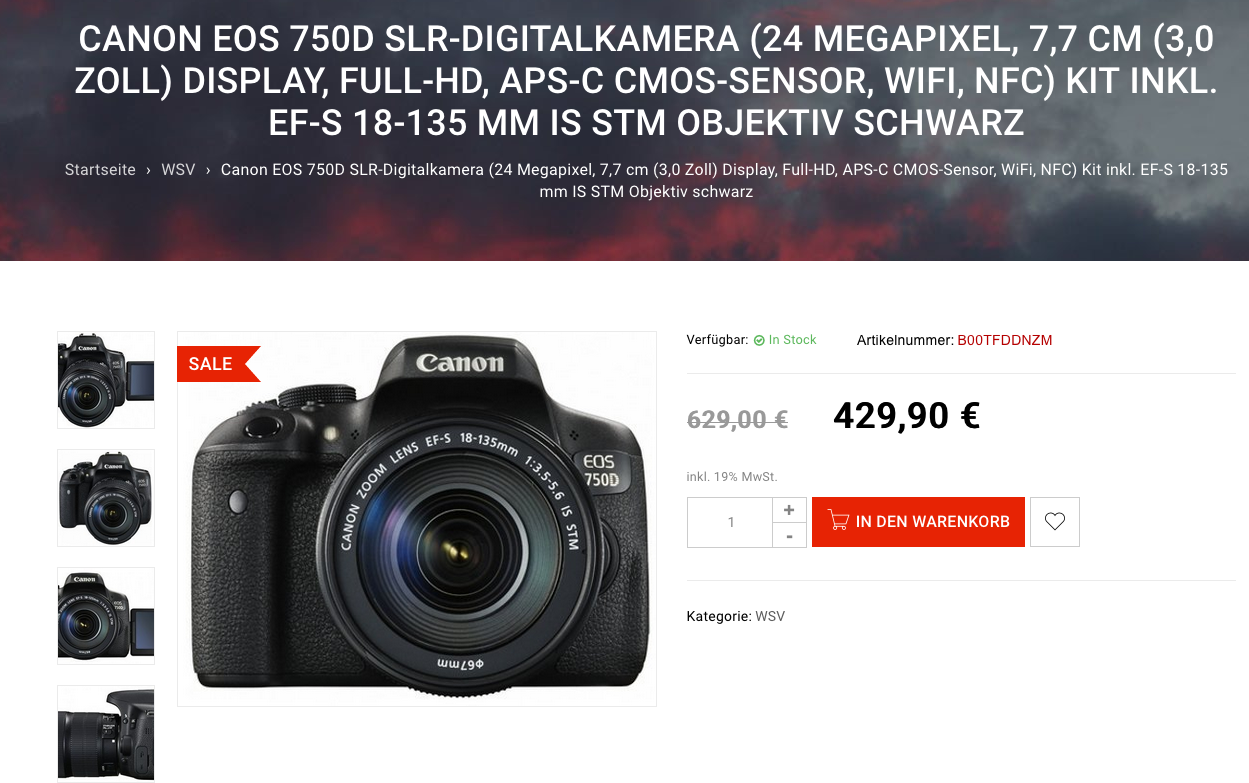 CANON EOS 750D SLR-DIGITALKAMERA (24 MEGAPIXEL, 7,7 CM (3,0
ZOLL) DISPLAY, FULL-HD, APS-C CMOS-SENSOR, WIFI, NFC) KIT INKL.
EF-S 18-135 MM IS STM OBJEKTIV SCHWARZ
Startseite › WSV › Canon EOS 750D SLR-Digitalkamera (24 Megapixel, 7,7 cm (3,0 Zoll) Display, Full-HD, APS-C CMOS-Sensor, WiFi, NFC) Kit inkl. EF-S 18-135
mm IS STM Objektiv schwarz
Canon
Canon
Canon
SALE
Canon
EOS
750D
CANON ZOOM LENS EF-S 18-135mm 1:3.5-5.6 IS STM
φ67mm
Verfügbar: In Stock
Artikelnummer: B00TFDDNZM
629,00 € 429,90 €
inkl. 19% MwSt.
1 + -
IN DEN WARENKORB
Kategorie: WSV